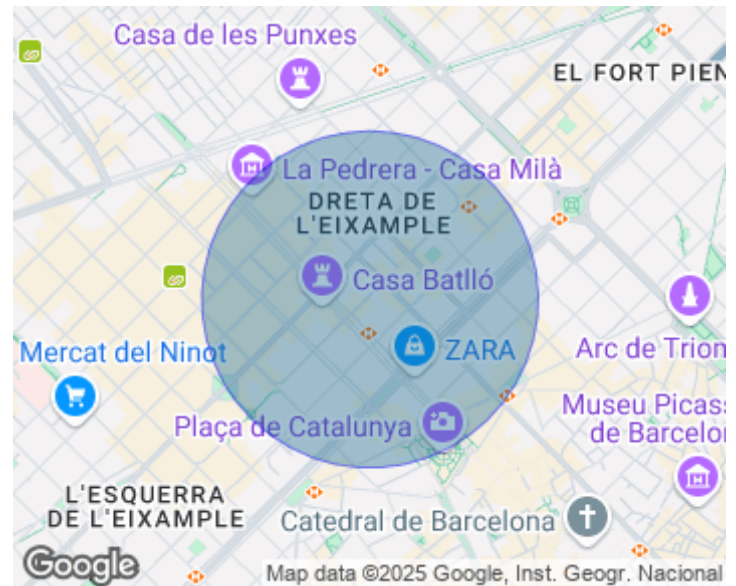 Casa de les Punxes
EL FORT PIEN
La Pedrera - Casa Milà
DRETA DE
L'EIXAMPLE
Casa Batlló
ZARA
Arc de Trion
Mercat del Ninot
Museu Picass
de Barcelon
Plaça de Catalunya
L'ESQUERRA
DE L'EIXAMPLE
Catedral de Barcelona
Google
Map data ©2025 Google, Inst. Geogr. Nacional